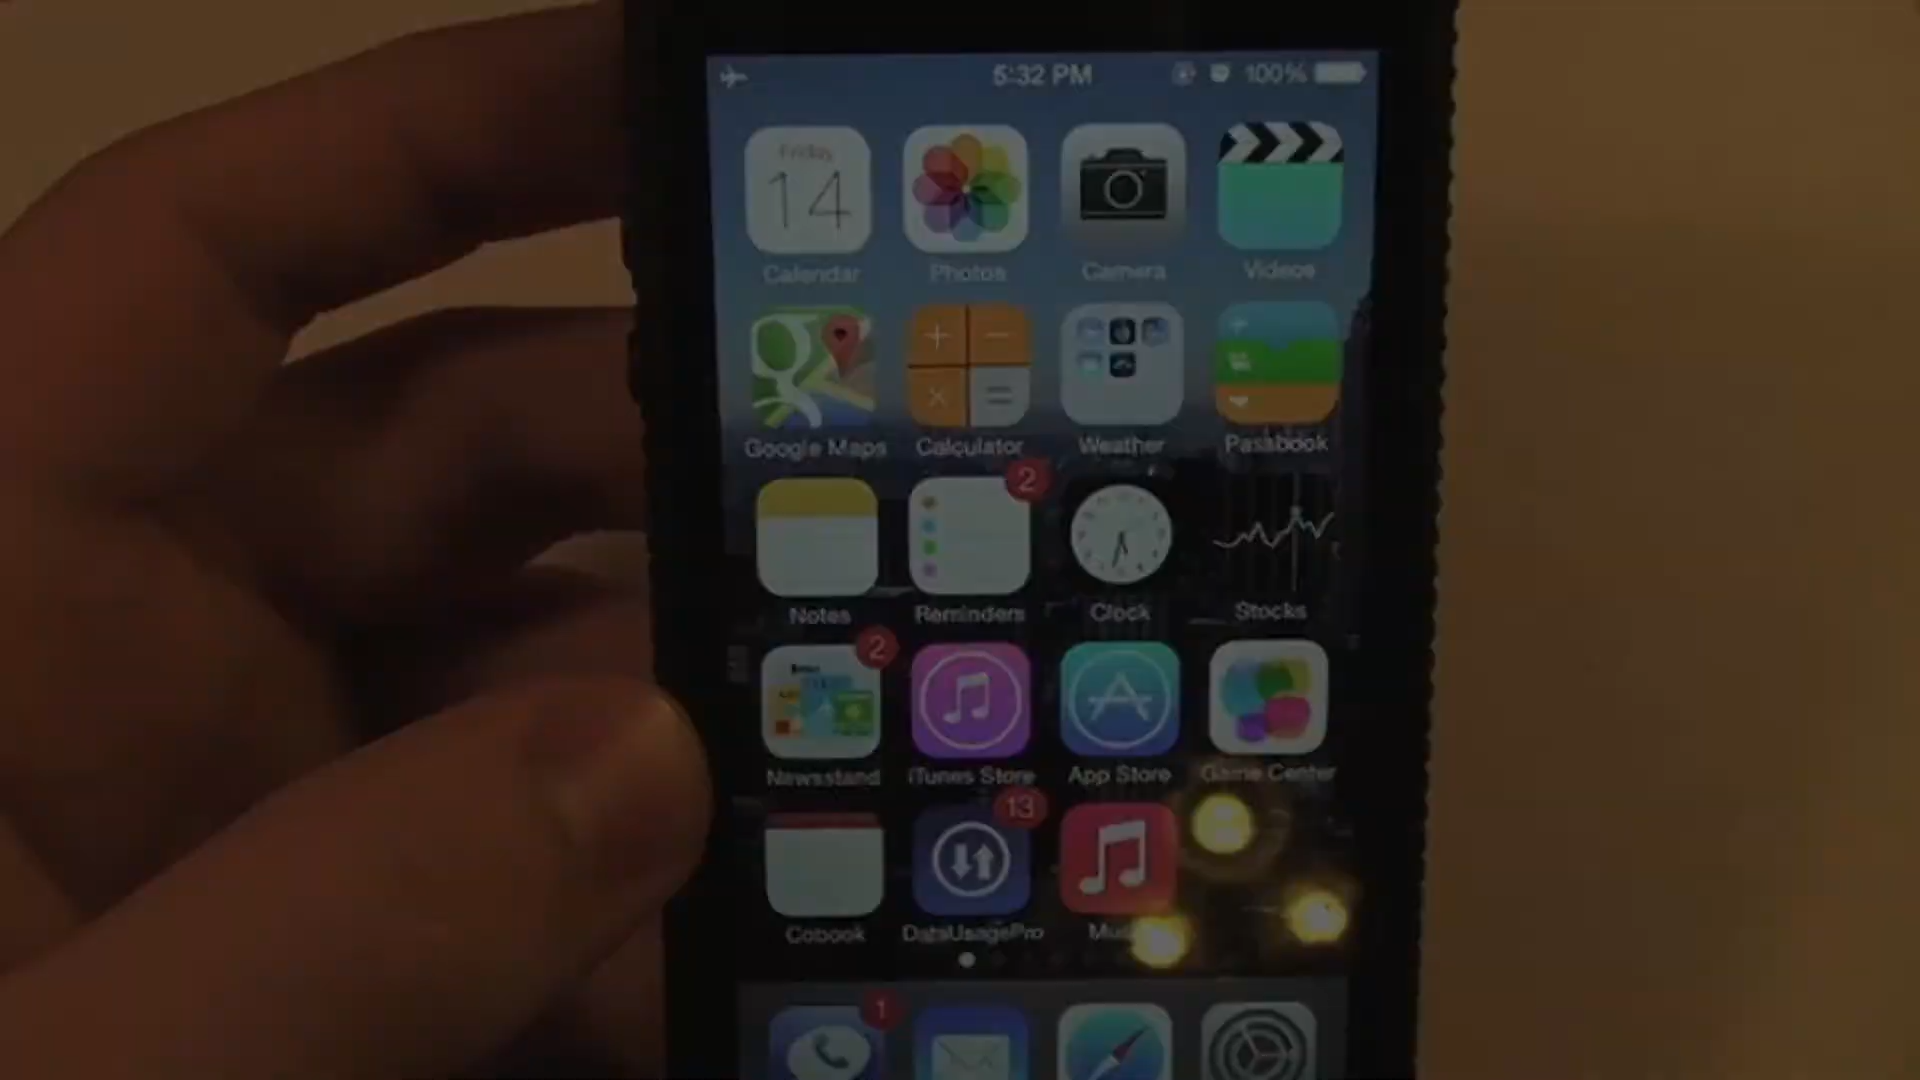 5:32 PM 100%
Friday
14
Calendar Photos Camera Videos
Google Maps Calculator Weather Passbook
2
Notes Reminders Clock Stocks
2
Newsstand iTunes Store App Store Game Center
13
Cobook DataUsagePro
1